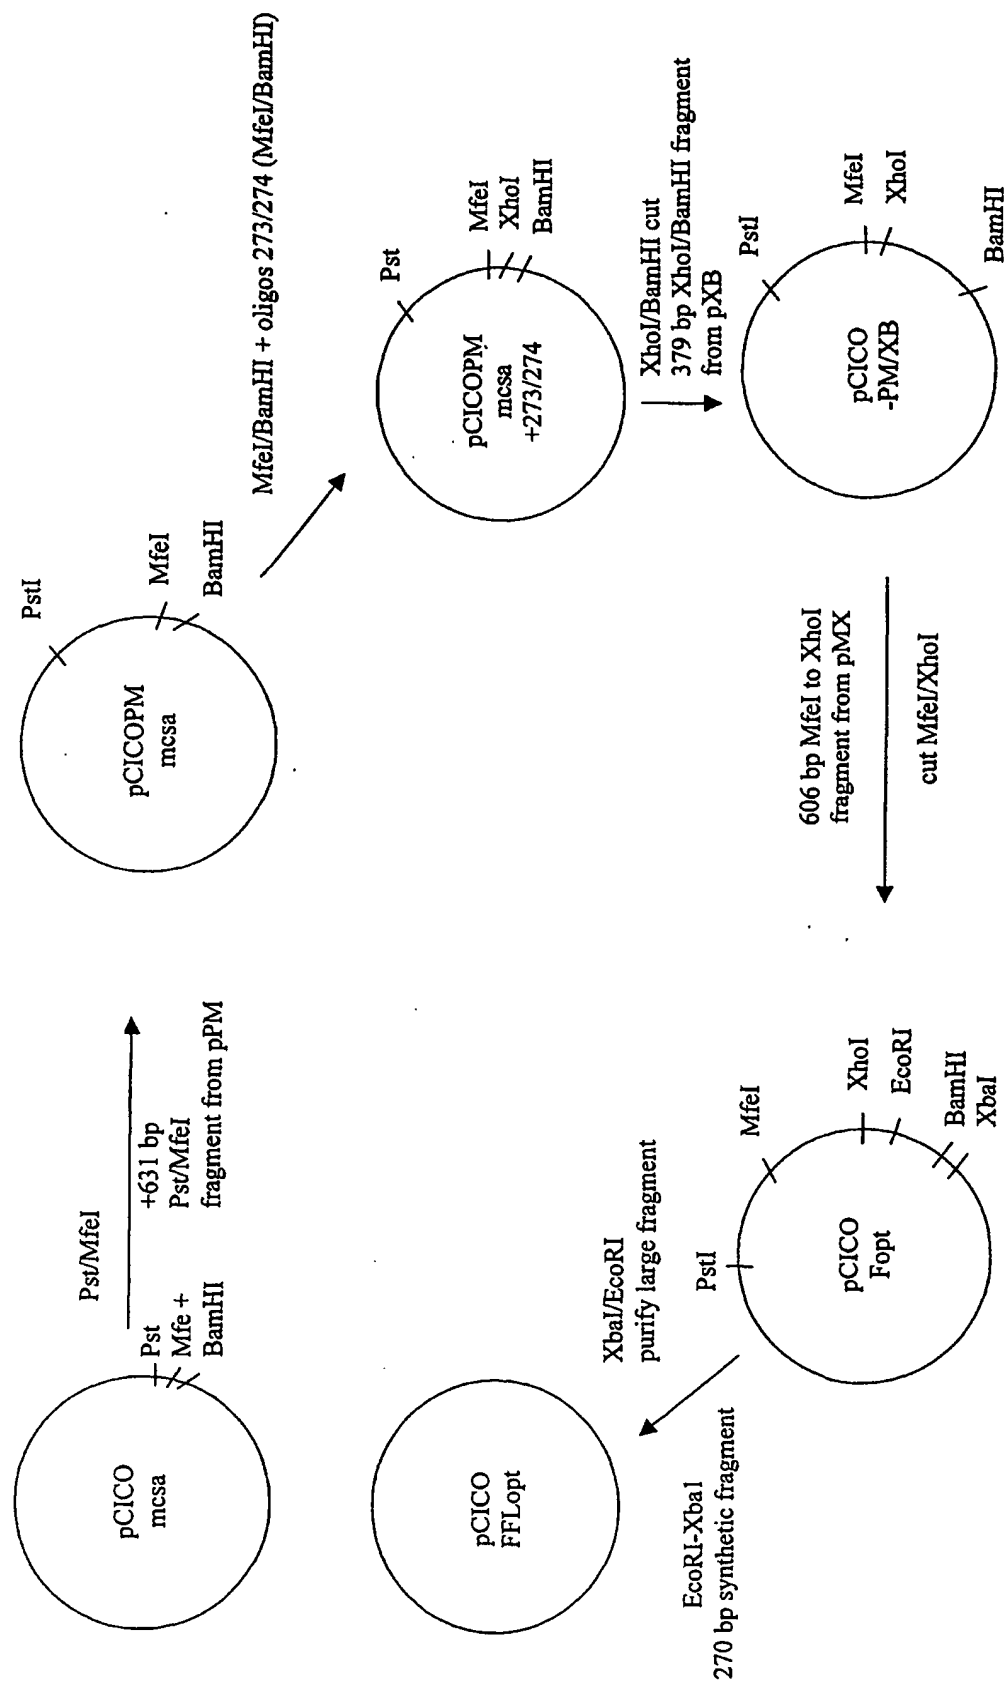 pCICO
mcsa
Pst
Mfe +
BamHI
Pst/MfeI
+631 bp
Pst/MfeI
fragment from pPM
pCICOPM
mcsa
PstI
MfeI
BamHI
MfeI/BamHI + oligos 273/274 (MfeI/BamHI)
pCICOPM
mcsa
+273/274
Pst
MfeI
XhoI
BamHI
XhoI/BamHI cut
379 bp XhoI/BamHI fragment
from pXB
pCICO
-PM/XB
PstI
MfeI
XhoI
BamHI
606 bp MfeI to XhoI
fragment from pMX
cut MfeI/XhoI
pCICO
Fopt
PstI
MfeI
XhoI
EcoRI
BamHI
XbaI
XbaI/EcoRI
purify large fragment
EcoRI-Xba1
270 bp synthetic fragment
pCICO
FFLopt